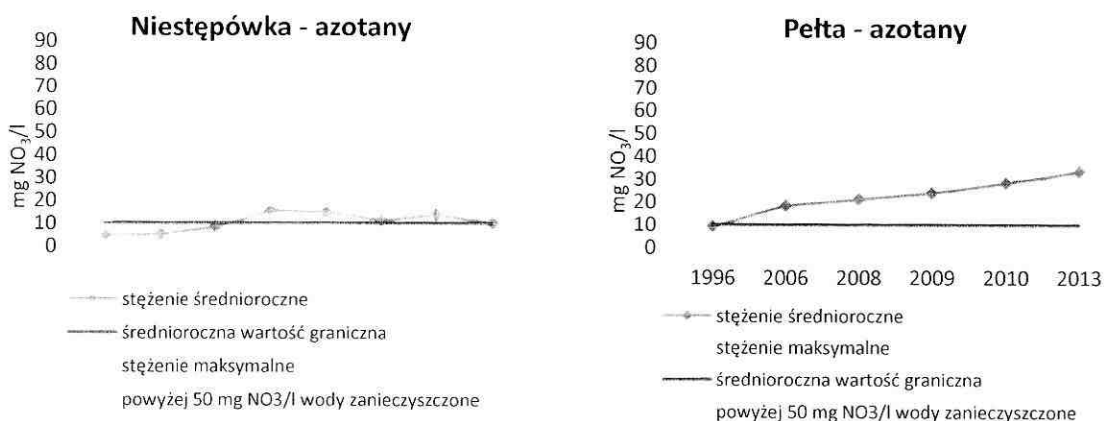 Niestępówka - azotany
90
80
70
60
50
40
30
20
10
0
mg NO₃/l
stężenie średnioroczne
średnioroczna wartość graniczna
stężenie maksymalne
powyżej 50 mg NO3/l wody zanieczyszczone
Pełta - azotany
90
80
70
60
50
40
30
20
10
0
mg NO₃/l
1996 2006 2008 2009 2010 2013
stężenie średnioroczne
stężenie maksymalne
średnioroczna wartość graniczna
powyżej 50 mg NO3/l wody zanieczyszczone